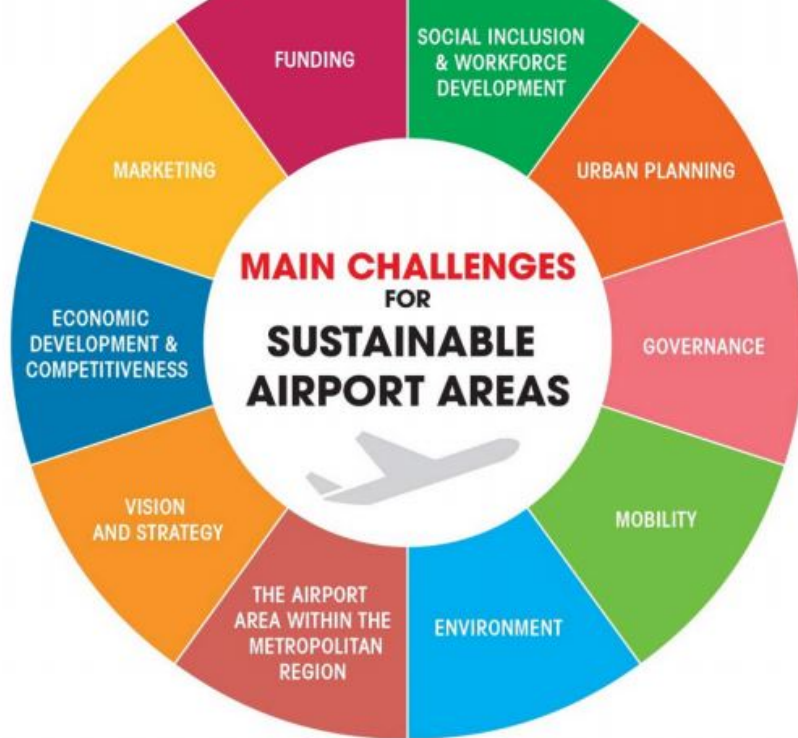 MAIN CHALLENGES
FOR
SUSTAINABLE
AIRPORT AREAS
SOCIAL INCLUSION
& WORKFORCE
DEVELOPMENT
URBAN PLANNING
GOVERNANCE
MOBILITY
ENVIRONMENT
THE AIRPORT
AREA WITHIN THE
METROPOLITAN
REGION
VISION
AND STRATEGY
ECONOMIC
DEVELOPMENT &
COMPETITIVENESS
MARKETING
FUNDING